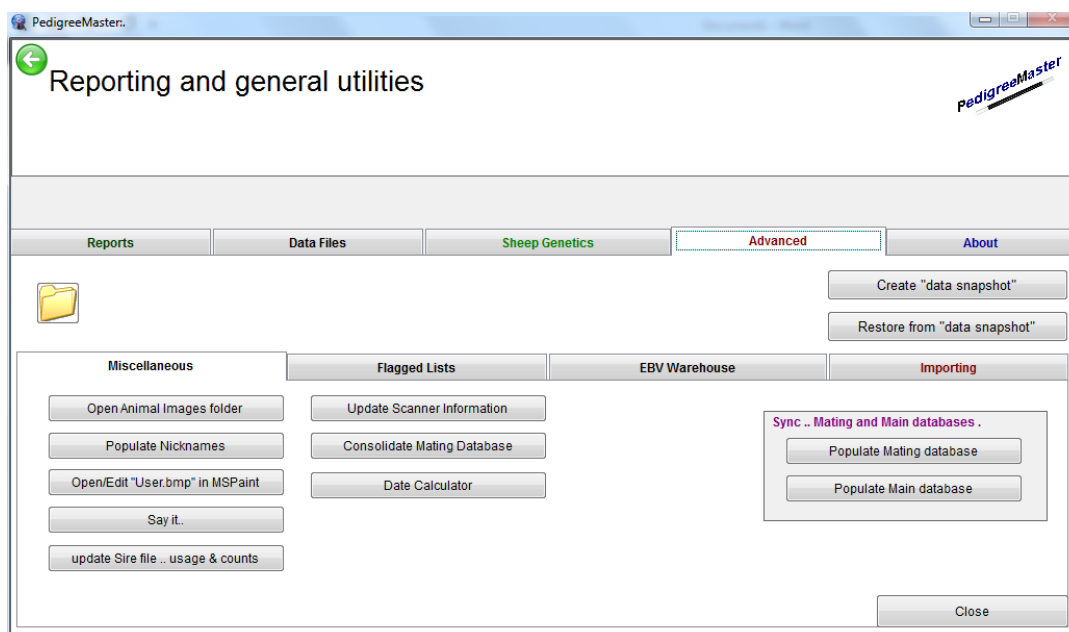 PedigreeMaster:.
Reporting and general utilities
PedigreeMaster
Reports
Data Files
Sheep Genetics
Advanced
About
Create "data snapshot"
Restore from "data snapshot"
Miscellaneous
Flagged Lists
EBV Warehouse
Importing
Open Animal Images folder
Update Scanner Information
Sync .. Mating and Main databases .
Populate Nicknames
Consolidate Mating Database
Populate Mating database
Open/Edit "User.bmp" in MSPaint
Date Calculator
Populate Main database
Say it..
update Sire file .. usage & counts
Close